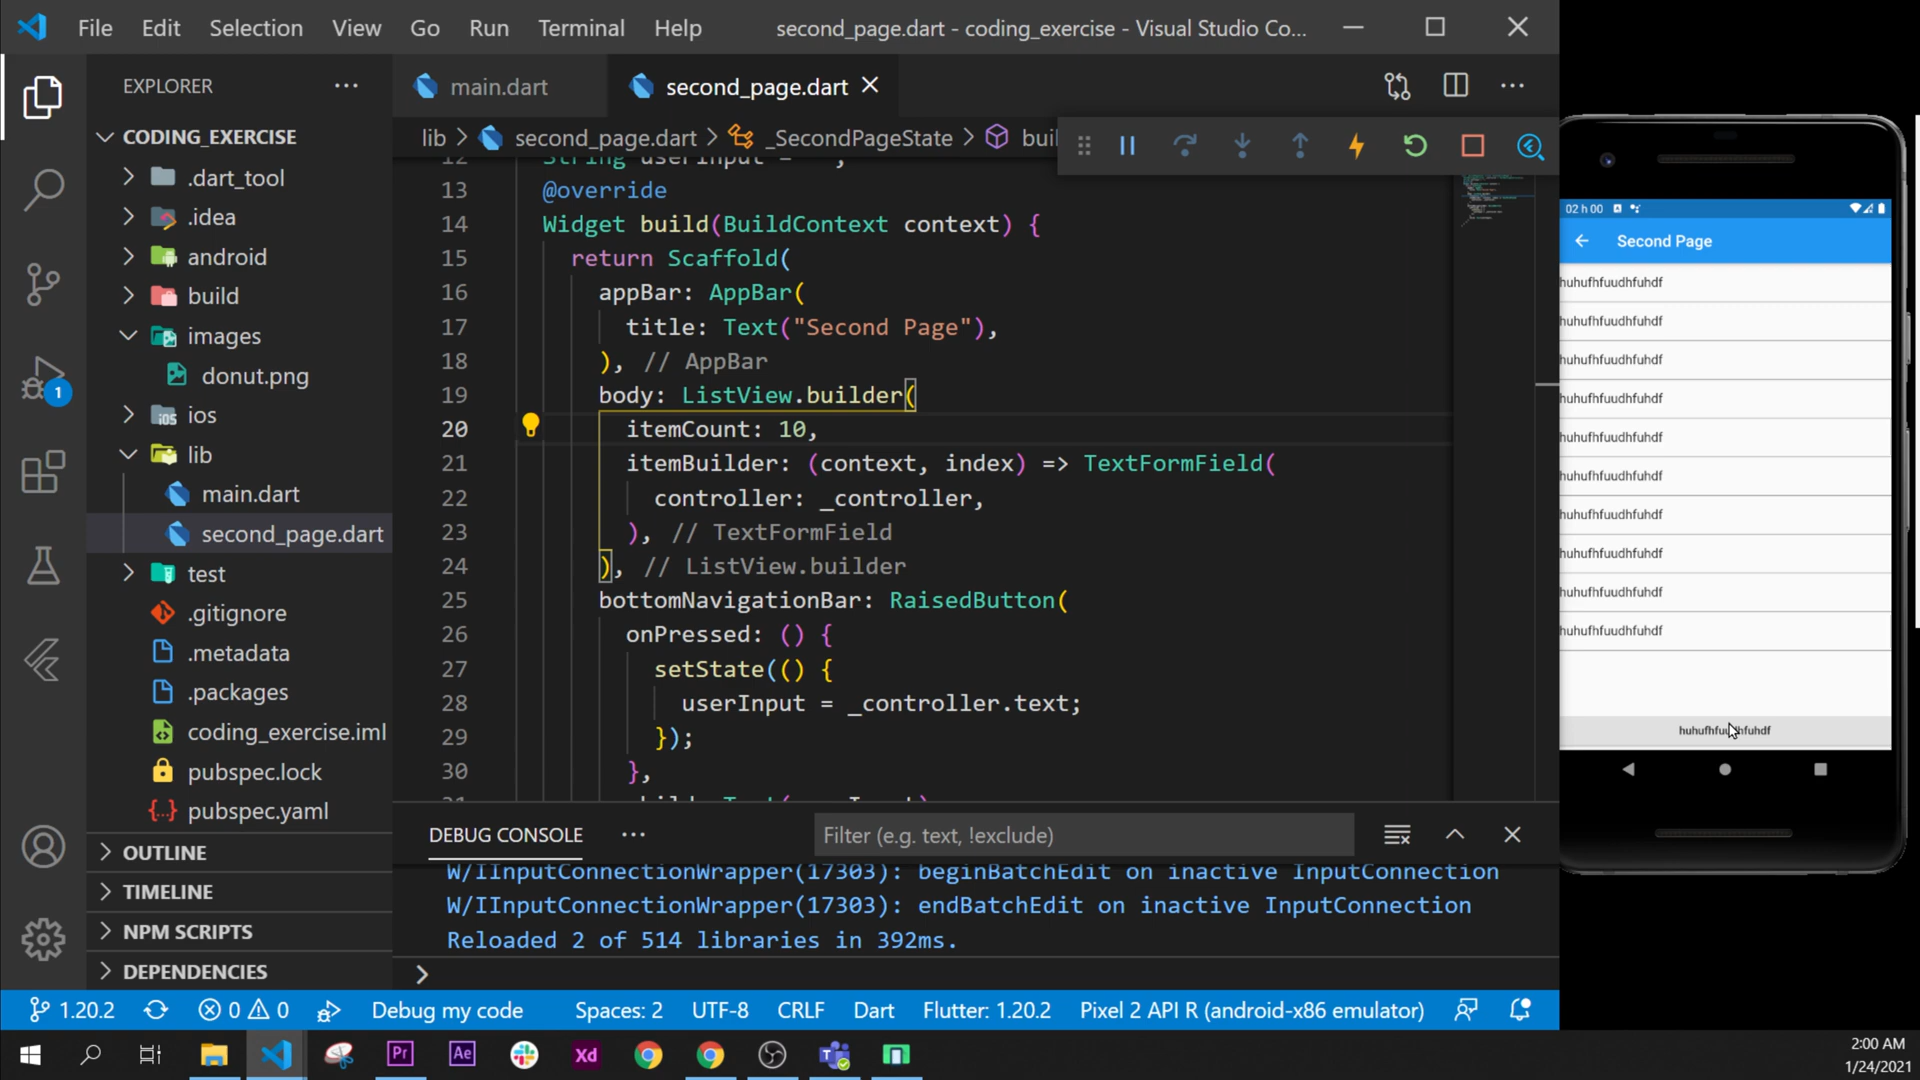 File Edit Selection View Go Run Terminal Help second_page.dart - coding_exercise - Visual Studio Co...
EXPLORER
CODING_EXERCISE
.dart_tool
.idea
android
build
images
donut.png
ios
lib
main.dart
second_page.dart
test
.gitignore
.metadata
.packages
coding_exercise.iml
pubspec.lock
pubspec.yaml
OUTLINE
TIMELINE
NPM SCRIPTS
DEPENDENCIES
main.dart second_page.dart
lib > second_page.dart > _SecondPageState > buil
12 String userInput = "";
13 @override
14 Widget build(BuildContext context) {
15 return Scaffold(
16 appBar: AppBar(
17 title: Text("Second Page"),
18 ), // AppBar
19 body: ListView.builder(
20 itemCount: 10,
21 itemBuilder: (context, index) => TextFormField(
22 controller: _controller,
23 ), // TextFormField
24 ), // ListView.builder
25 bottomNavigationBar: RaisedButton(
26 onPressed: () {
27 setState(() {
28 userInput = _controller.text;
29 });
30 },
DEBUG CONSOLE
Filter (e.g. text, !exclude)
W/IInputConnectionWrapper(17303): beginBatchEdit on inactive InputConnection
W/IInputConnectionWrapper(17303): endBatchEdit on inactive InputConnection
Reloaded 2 of 514 libraries in 392ms.
>
1.20.2 0 0 Debug my code Spaces: 2 UTF-8 CRLF Dart Flutter: 1.20.2 Pixel 2 API R (android-x86 emulator)
1
02 h 00
Second Page
huhufhfuudhfuhdf
huhufhfuudhfuhdf
huhufhfuudhfuhdf
huhufhfuudhfuhdf
huhufhfuudhfuhdf
huhufhfuudhfuhdf
huhufhfuudhfuhdf
huhufhfuudhfuhdf
huhufhfuudhfuhdf
huhufhfuudhfuhdf
huhufhfuudhfuhdf
Pr Ae Xd
2:00 AM
1/24/2021